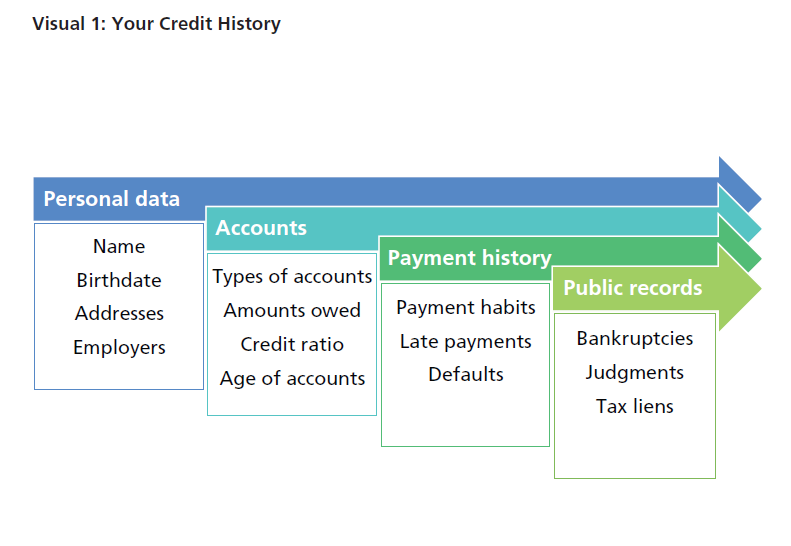 Visual 1: Your Credit History
Personal data
Name
Birthdate
Addresses
Employers
Accounts
Types of accounts
Amounts owed
Credit ratio
Age of accounts
Payment history
Payment habits
Late payments
Defaults
Public records
Bankruptcies
Judgments
Tax liens